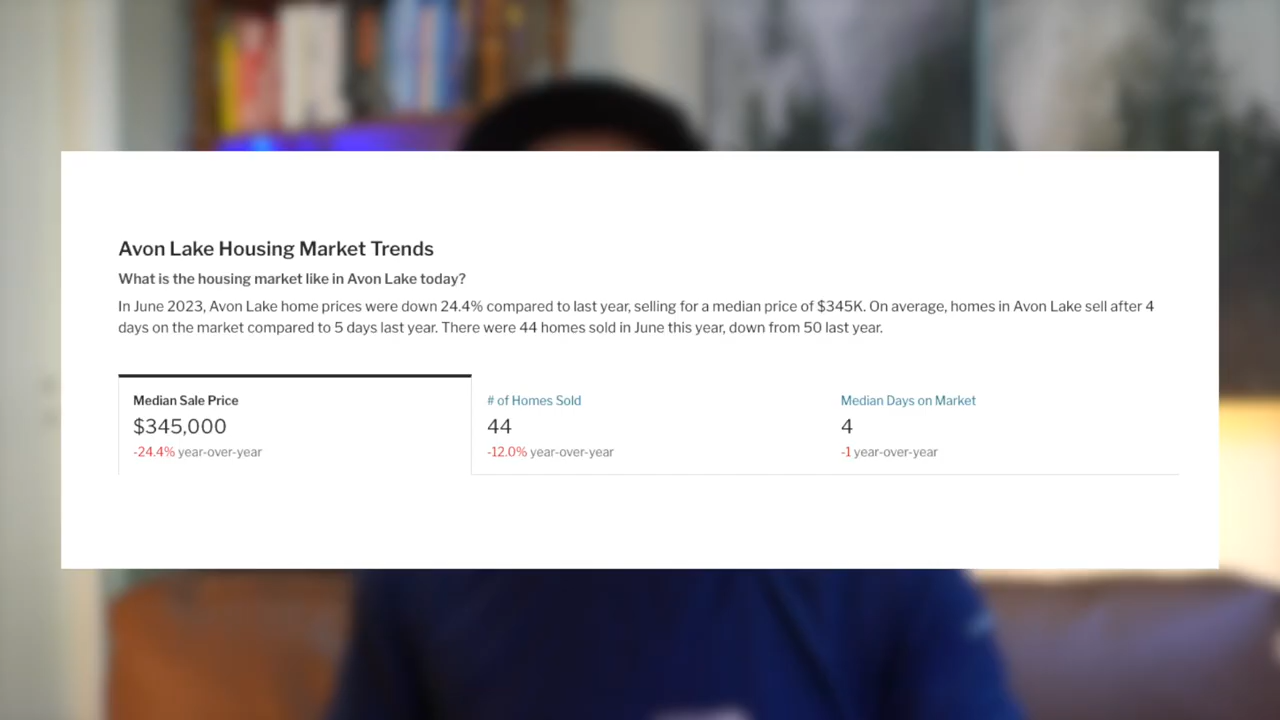 Avon Lake Housing Market Trends
What is the housing market like in Avon Lake today?
In June 2023, Avon Lake home prices were down 24.4% compared to last year, selling for a median price of $345K. On average, homes in Avon Lake sell after 4
days on the market compared to 5 days last year. There were 44 homes sold in June this year, down from 50 last year.
Median Sale Price
$345,000
-24.4% year-over-year
# of Homes Sold
44
-12.0% year-over-year
Median Days on Market
4
-1 year-over-year